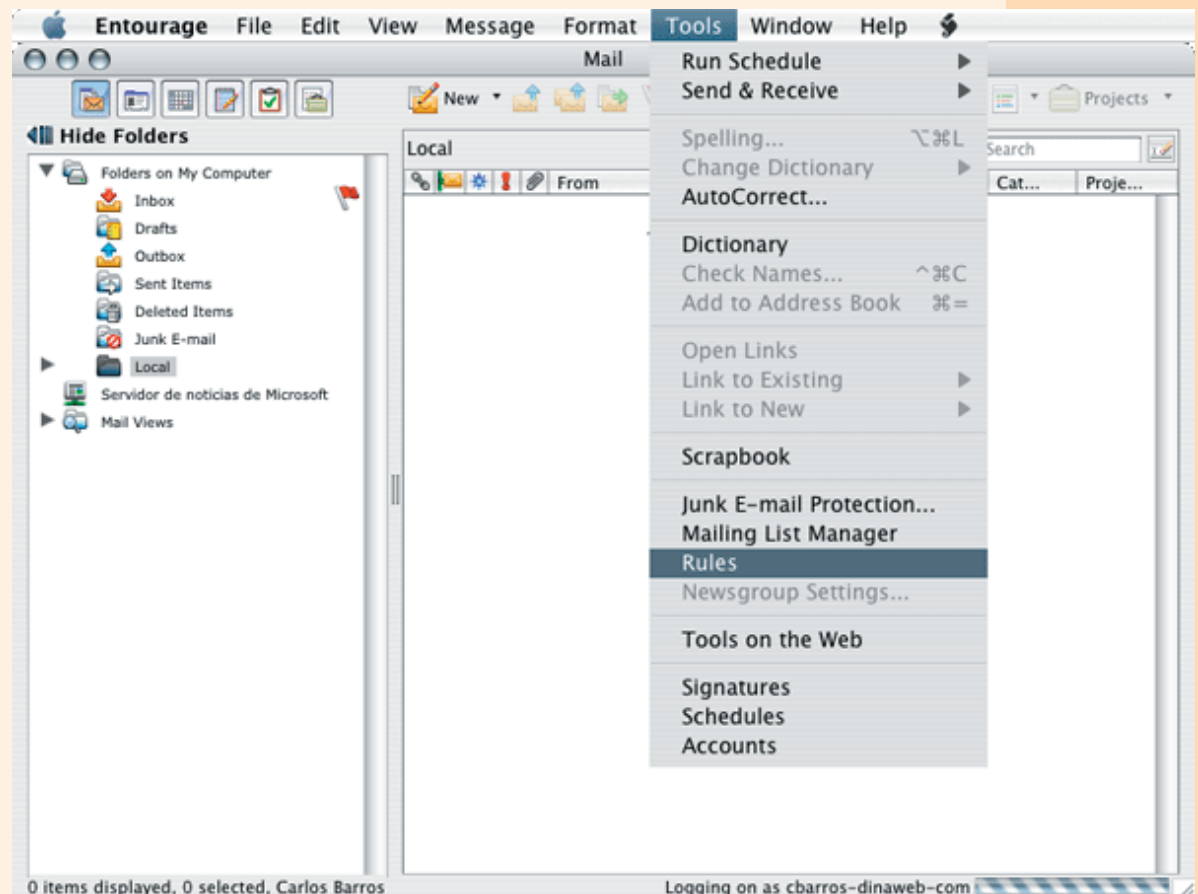 Entourage File Edit View Message Format Tools Window Help
Mail
New
Projects
Hide Folders
Folders on My Computer
Inbox
Drafts
Outbox
Sent Items
Deleted Items
Junk E-mail
Local
Servidor de noticias de Microsoft
Mail Views
Local
Search
From
Cat... Proje...
Run Schedule
Send & Receive
Spelling... ⌥⌘L
Change Dictionary
AutoCorrect...
Dictionary
Check Names... ^⌘C
Add to Address Book ⌘=
Open Links
Link to Existing
Link to New
Scrapbook
Junk E-mail Protection...
Mailing List Manager
Rules
Newsgroup Settings...
Tools on the Web
Signatures
Schedules
Accounts
0 items displayed, 0 selected, Carlos Barros
Logging on as cbarros-dinaweb-com